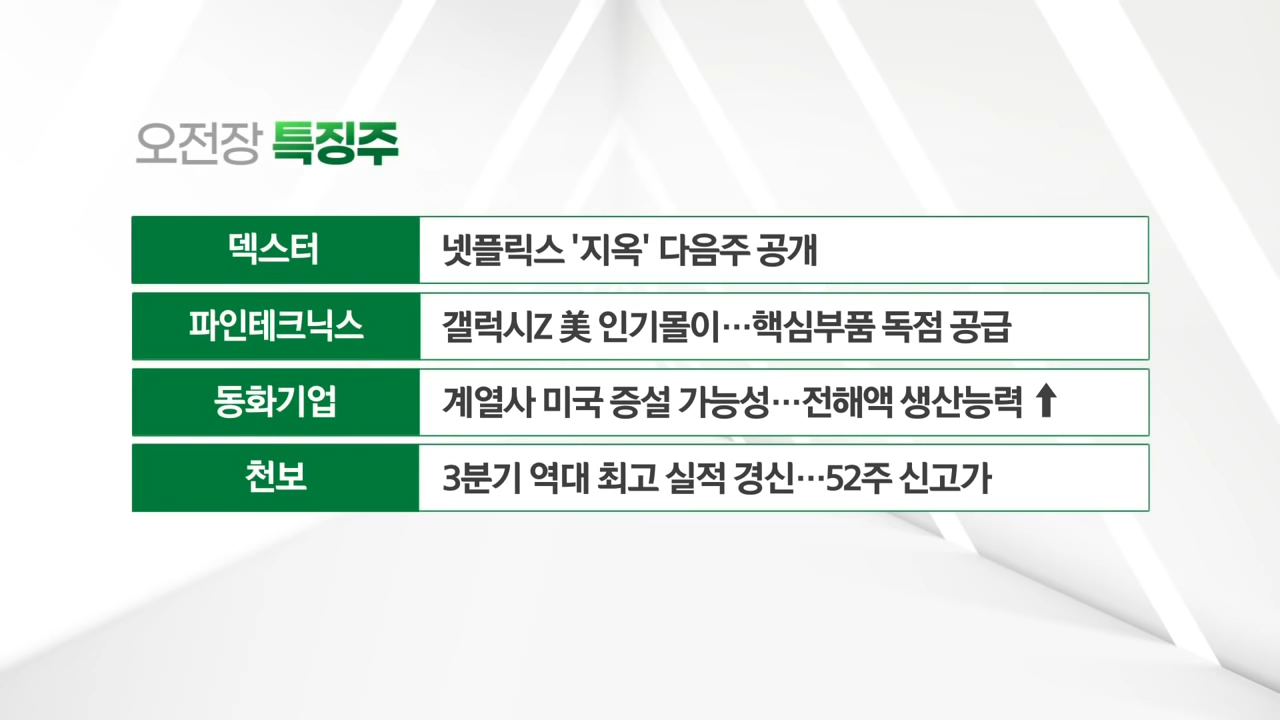 오전장 특징주
덱스터 넷플릭스 '지옥' 다음주 공개
파인테크닉스 갤럭시Z 美 인기몰이…핵심부품 독점 공급
동화기업 계열사 미국 증설 가능성…전해액 생산능력 ⬆
천보 3분기 역대 최고 실적 경신…52주 신고가